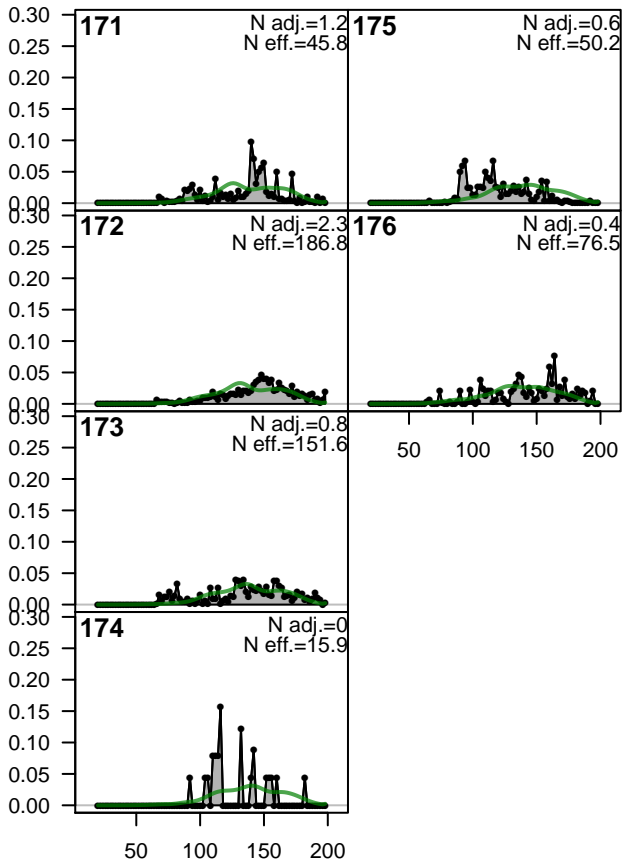 0.30 171 N adj.=1.2 175 N adj.=0.6
N eff.=45.8 N eff.=50.2
0.25
0.20
0.15
0.10
0.05
0.00
0.30 172 N adj.=2.3 176 N adj.=0.4
N eff.=186.8 N eff.=76.5
0.25
0.20
0.15
0.10
0.05
0.00
50 100 150 200
0.30 173 N adj.=0.8
N eff.=151.6
0.25
0.20
0.15
0.10
0.05
0.00
0.30 174 N adj.=0
N eff.=15.9
0.25
0.20
0.15
0.10
0.05
0.00
50 100 150 200